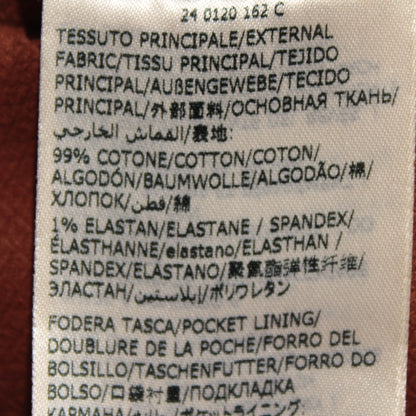 24 0120 162 C
TESSUTO PRINCIPALE/EXTERNAL
FABRIC/TISSU PRINCIPAL/TEJIDO
PRINCIPAL/AUßENGEWEBE/TECIDO
PRINCIPAL/外部面料/ОСНОВНАЯ ТКАНЬ/
القماش الخارجي/表地:
99% COTONE/COTTON/COTON/
ALGODÓN/BAUMWOLLE/ALGODÃO/棉/
ХЛОПОК/قطن/綿
1% ELASTAN/ELASTANE / SPANDEX/
ÉLASTHANNE/elastano/ELASTHAN /
SPANDEX/ELASTANO/聚氨酯弹性纤维/
ЭЛАСТАН/إيلاستين/ポリウレタン
FODERA TASCA/POCKET LINING/
DOUBLURE DE LA POCHE/FORRO DEL
BOLSILLO/TASCHENFUTTER/FORRO DO
BOLSO/口袋衬里/ПОДКЛАДКА
КАРМАНА/